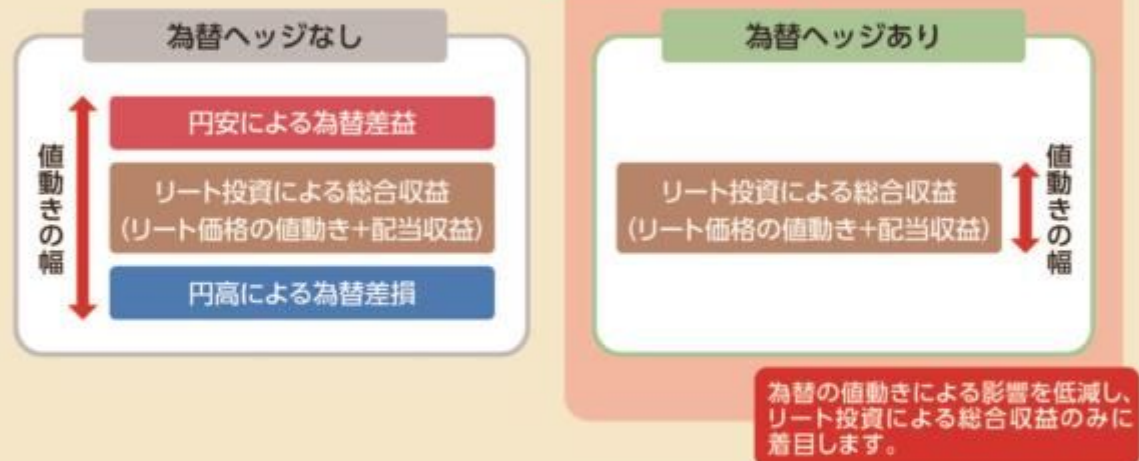 為替ヘッジなし
値動きの幅
円安による為替差益
リート投資による総合収益
(リート価格の値動き+配当収益)
円高による為替差損
為替ヘッジあり
リート投資による総合収益
(リート価格の値動き+配当収益)
値動きの幅
為替の値動きによる影響を低減し、
リート投資による総合収益のみに
着目します。